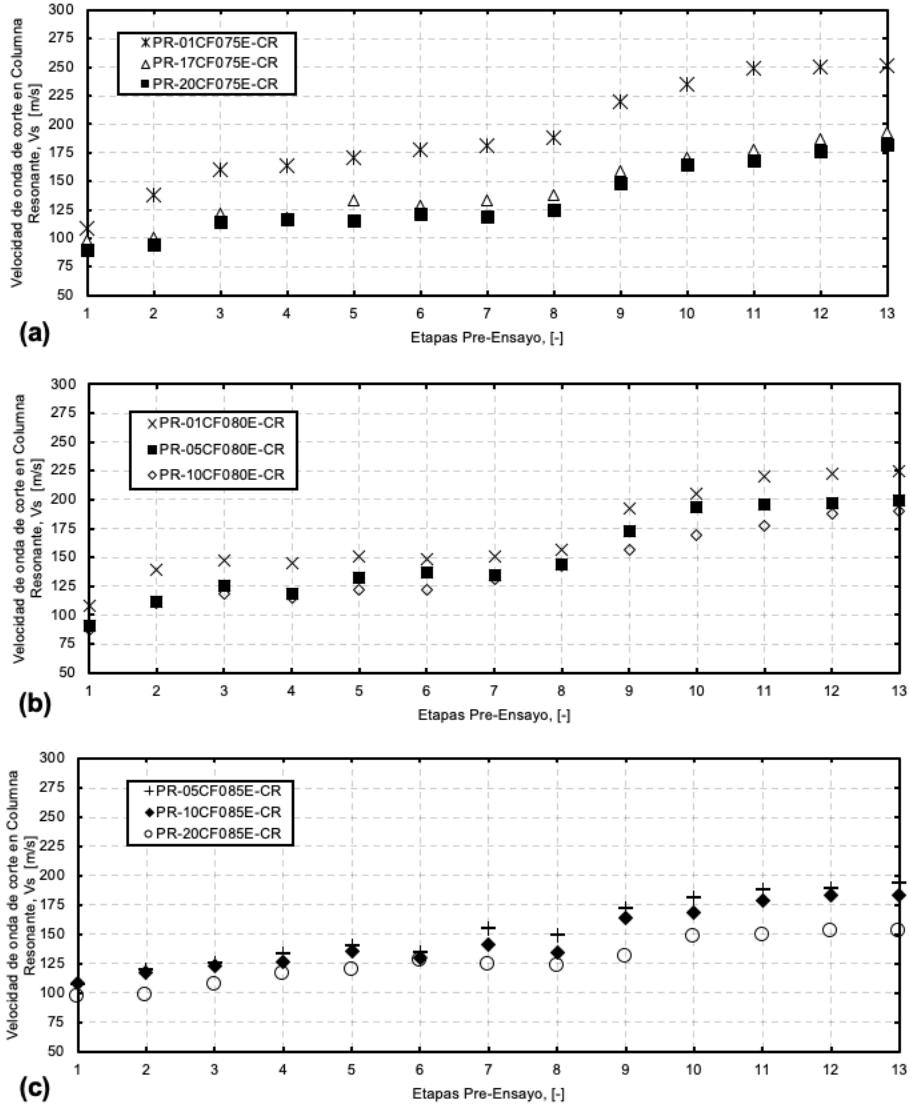 300
275
250
225
200
175
150
125
100
75
50
Velocidad de onda de corte en Columna
Resonante, Vs [m/s]
PR-01CF075E-CR
PR-17CF075E-CR
PR-20CF075E-CR
1 2 3 4 5 6 7 8 9 10 11 12 13
Etapas Pre-Ensayo, [-]
(a)
300
275
250
225
200
175
150
125
100
75
50
Velocidad de onda de corte en Columna
Resonante, Vs [m/s]
PR-01CF080E-CR
PR-05CF080E-CR
PR-10CF080E-CR
1 2 3 4 5 6 7 8 9 10 11 12 13
Etapas Pre-Ensayo, [-]
(b)
300
275
250
225
200
175
150
125
100
75
50
Velocidad de onda de corte en Columna
Resonante, Vs [m/s]
PR-05CF085E-CR
PR-10CF085E-CR
PR-20CF085E-CR
1 2 3 4 5 6 7 8 9 10 11 12 13
Etapas Pre-Ensayo, [-]
(c)